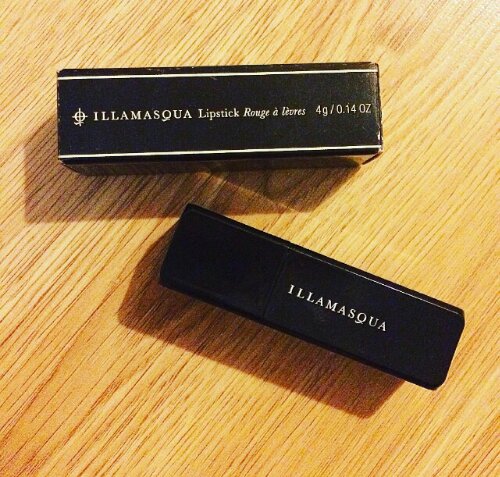 ILLAMASQUA Lipstick Rouge à lèvres 4g / 0.14 OZ
ILLAMASQUA